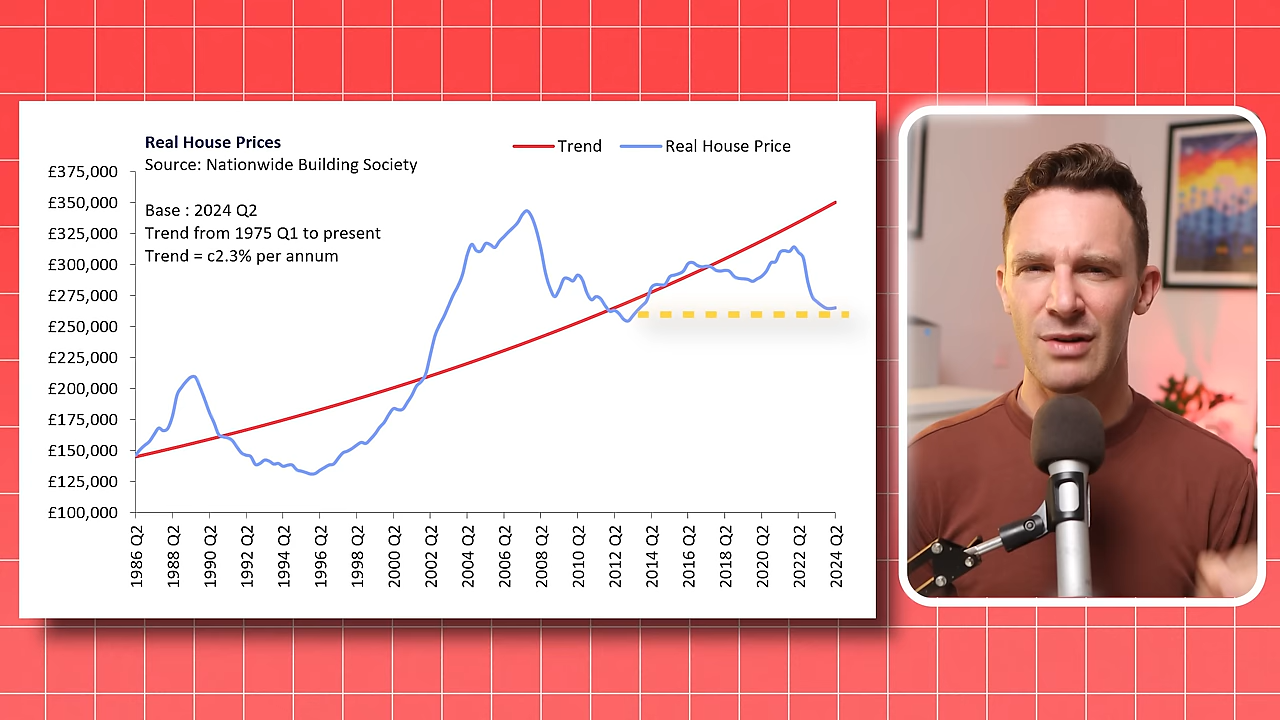 Real House Prices
Source: Nationwide Building Society
Trend
Real House Price
Base : 2024 Q2
Trend from 1975 Q1 to present
Trend = c2.3% per annum
£375,000
£350,000
£325,000
£300,000
£275,000
£250,000
£225,000
£200,000
£175,000
£150,000
£125,000
£100,000
1986 Q2
1988 Q2
1990 Q2
1992 Q2
1994 Q2
1996 Q2
1998 Q2
2000 Q2
2002 Q2
2004 Q2
2006 Q2
2008 Q2
2010 Q2
2012 Q2
2014 Q2
2016 Q2
2018 Q2
2020 Q2
2022 Q2
2024 Q2